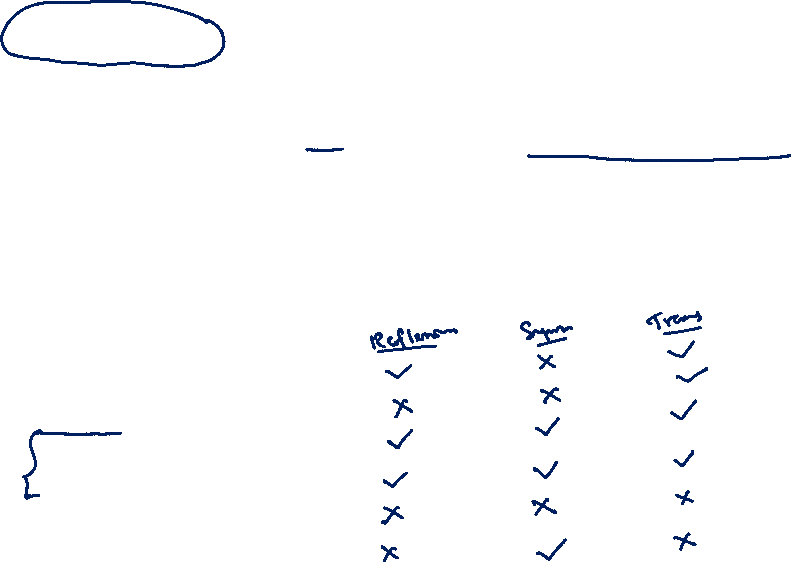 Reflexive Symm Trans
✓ × ✓
× × ✓
✓ ✓ ✓
✓ ✓ ✓
× × ×
× ✓ ×